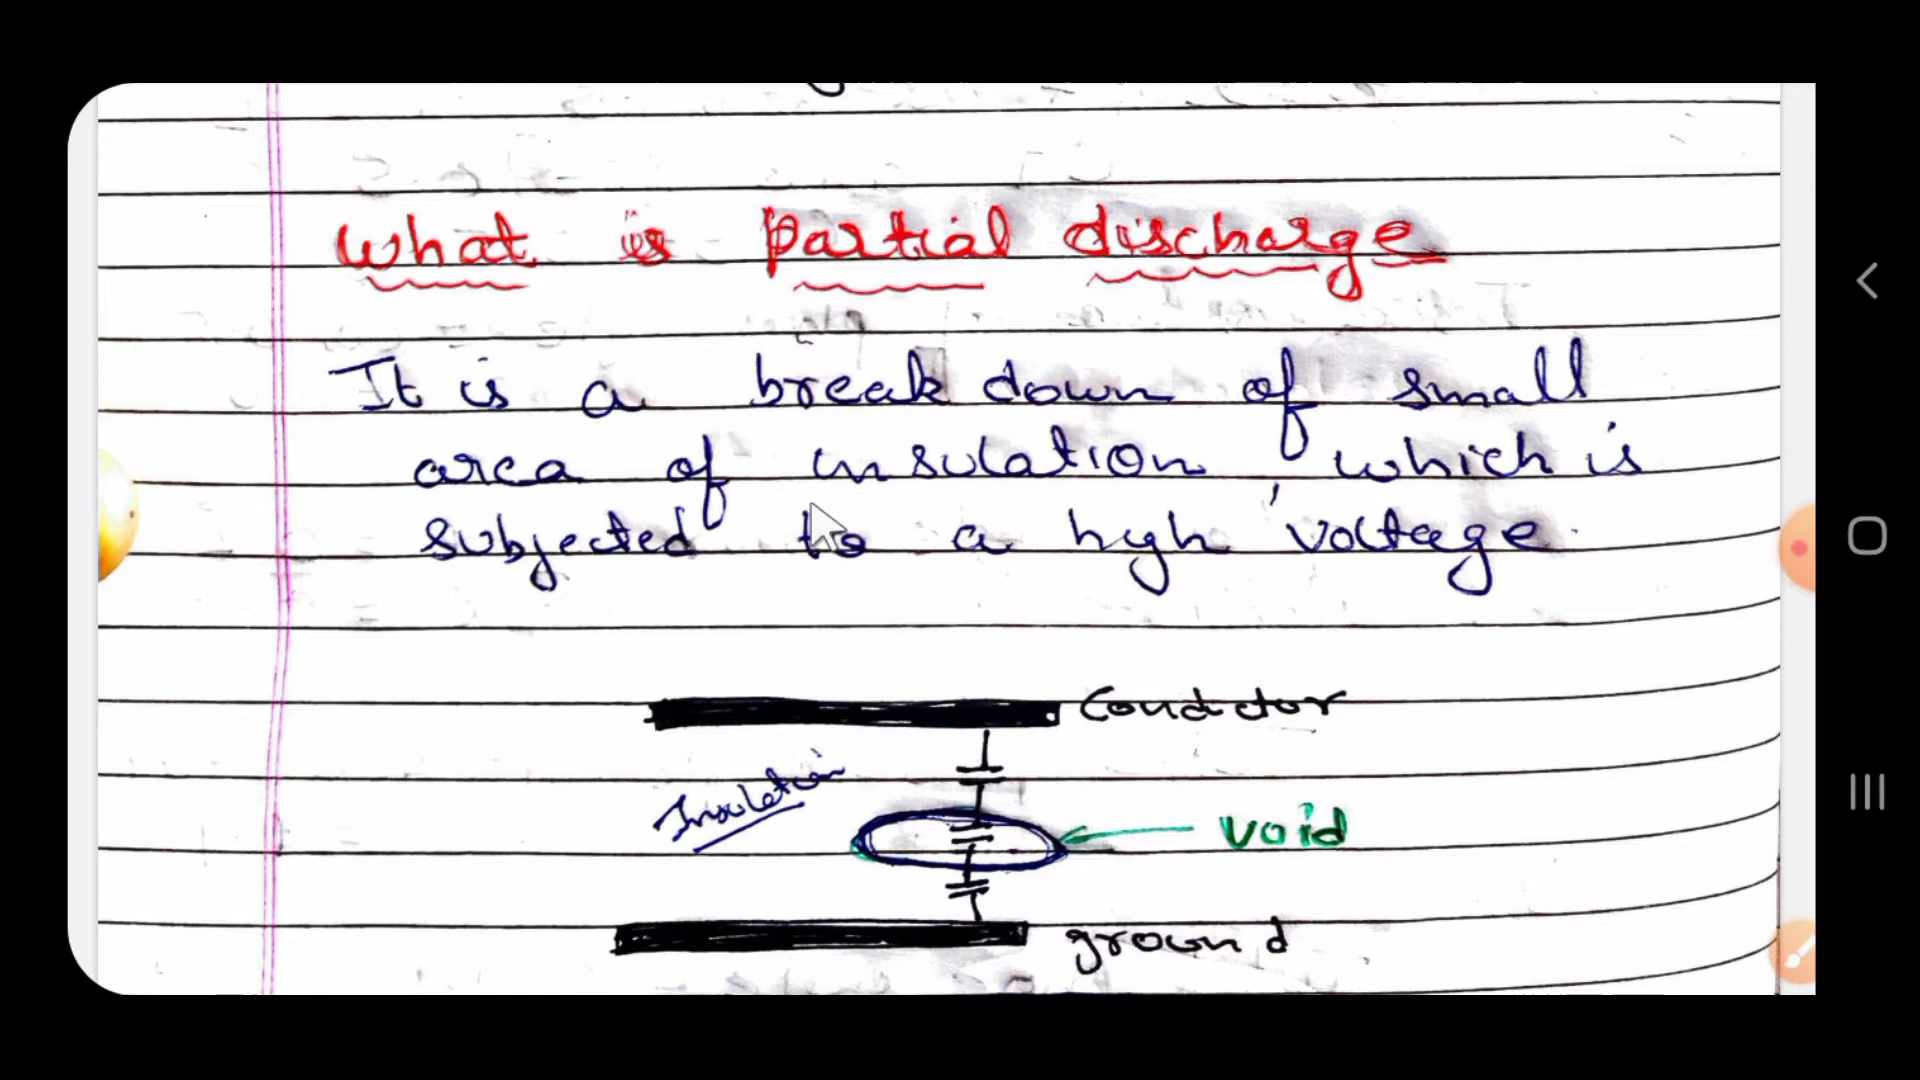 What is partial discharge
It is a break down of small
area of insulation, which is
subjected to a high voltage.
Conductor
Insulation
void
ground